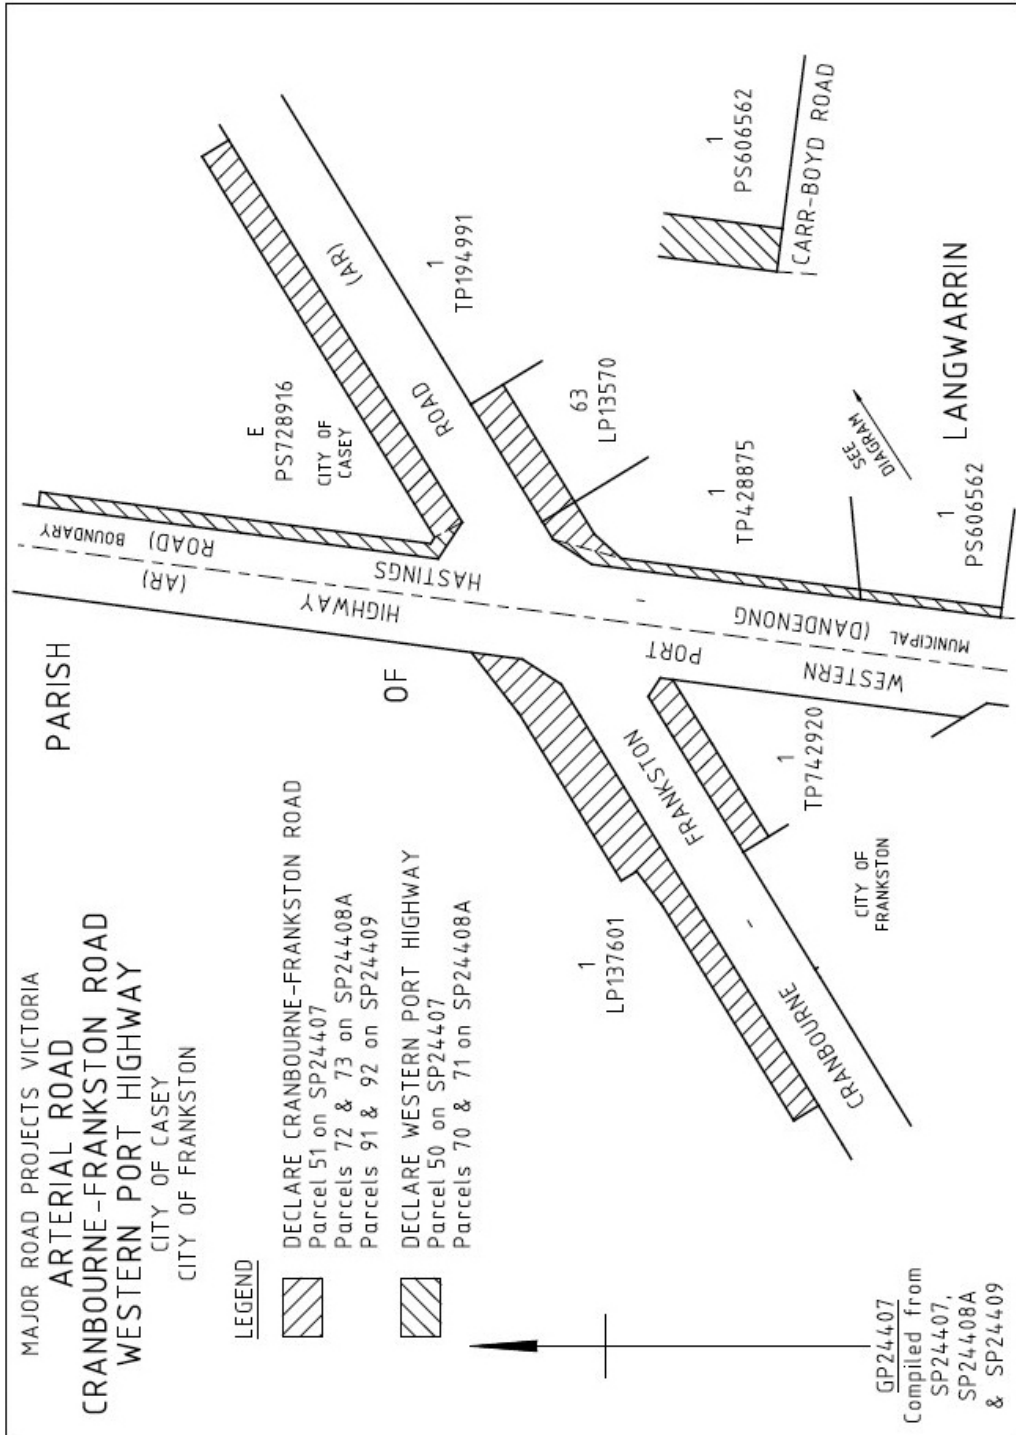 MAJOR ROAD PROJECTS VICTORIA
ARTERIAL ROAD
CRANBOURNE-FRANKSTON ROAD
WESTERN PORT HIGHWAY
CITY OF CASEY
CITY OF FRANKSTON
LEGEND
DECLARE CRANBOURNE-FRANKSTON ROAD
Parcel 51 on SP24407
Parcels 72 & 73 on SP24408A
Parcels 91 & 92 on SP24409
DECLARE WESTERN PORT HIGHWAY
Parcel 50 on SP24407
Parcels 70 & 71 on SP24408A
GP24407
Compiled from
SP24407,
SP24408A
& SP24409
PARISH
OF
LANGWARRIN
E
PS728916
CITY OF
CASEY
(AR)
ROAD
1
TP194991
63
LP13570
1
TP428875
SEE
DIAGRAM
1
PS606562
1
PS606562
CARR-BOYD ROAD
HASTINGS
ROAD) BOUNDARY
HIGHWAY (AR)
MUNICIPAL (DANDENONG -
WESTERN PORT
1
TP742920
CITY OF
FRANKSTON
1
LP137601
CRANBOURNE - FRANKSTON